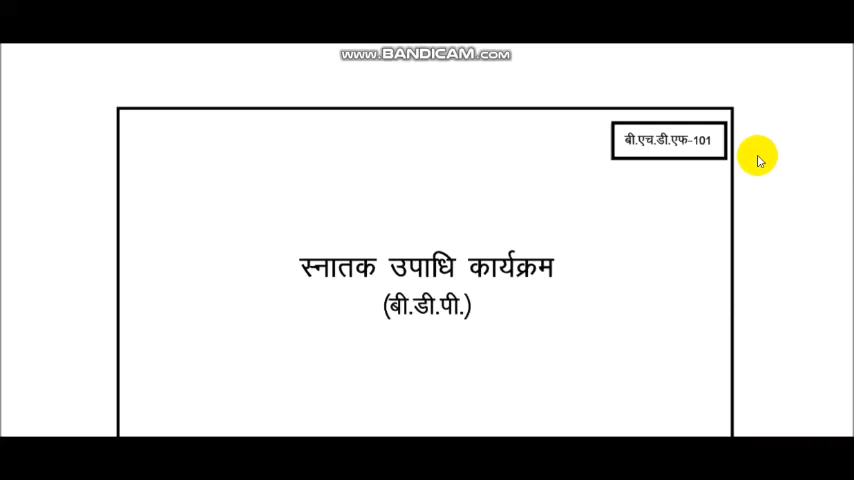 www.BANDICAM.com
बी.एच.डी.एफ-101
स्नातक उपाधि कार्यक्रम
(बी.डी.पी.)